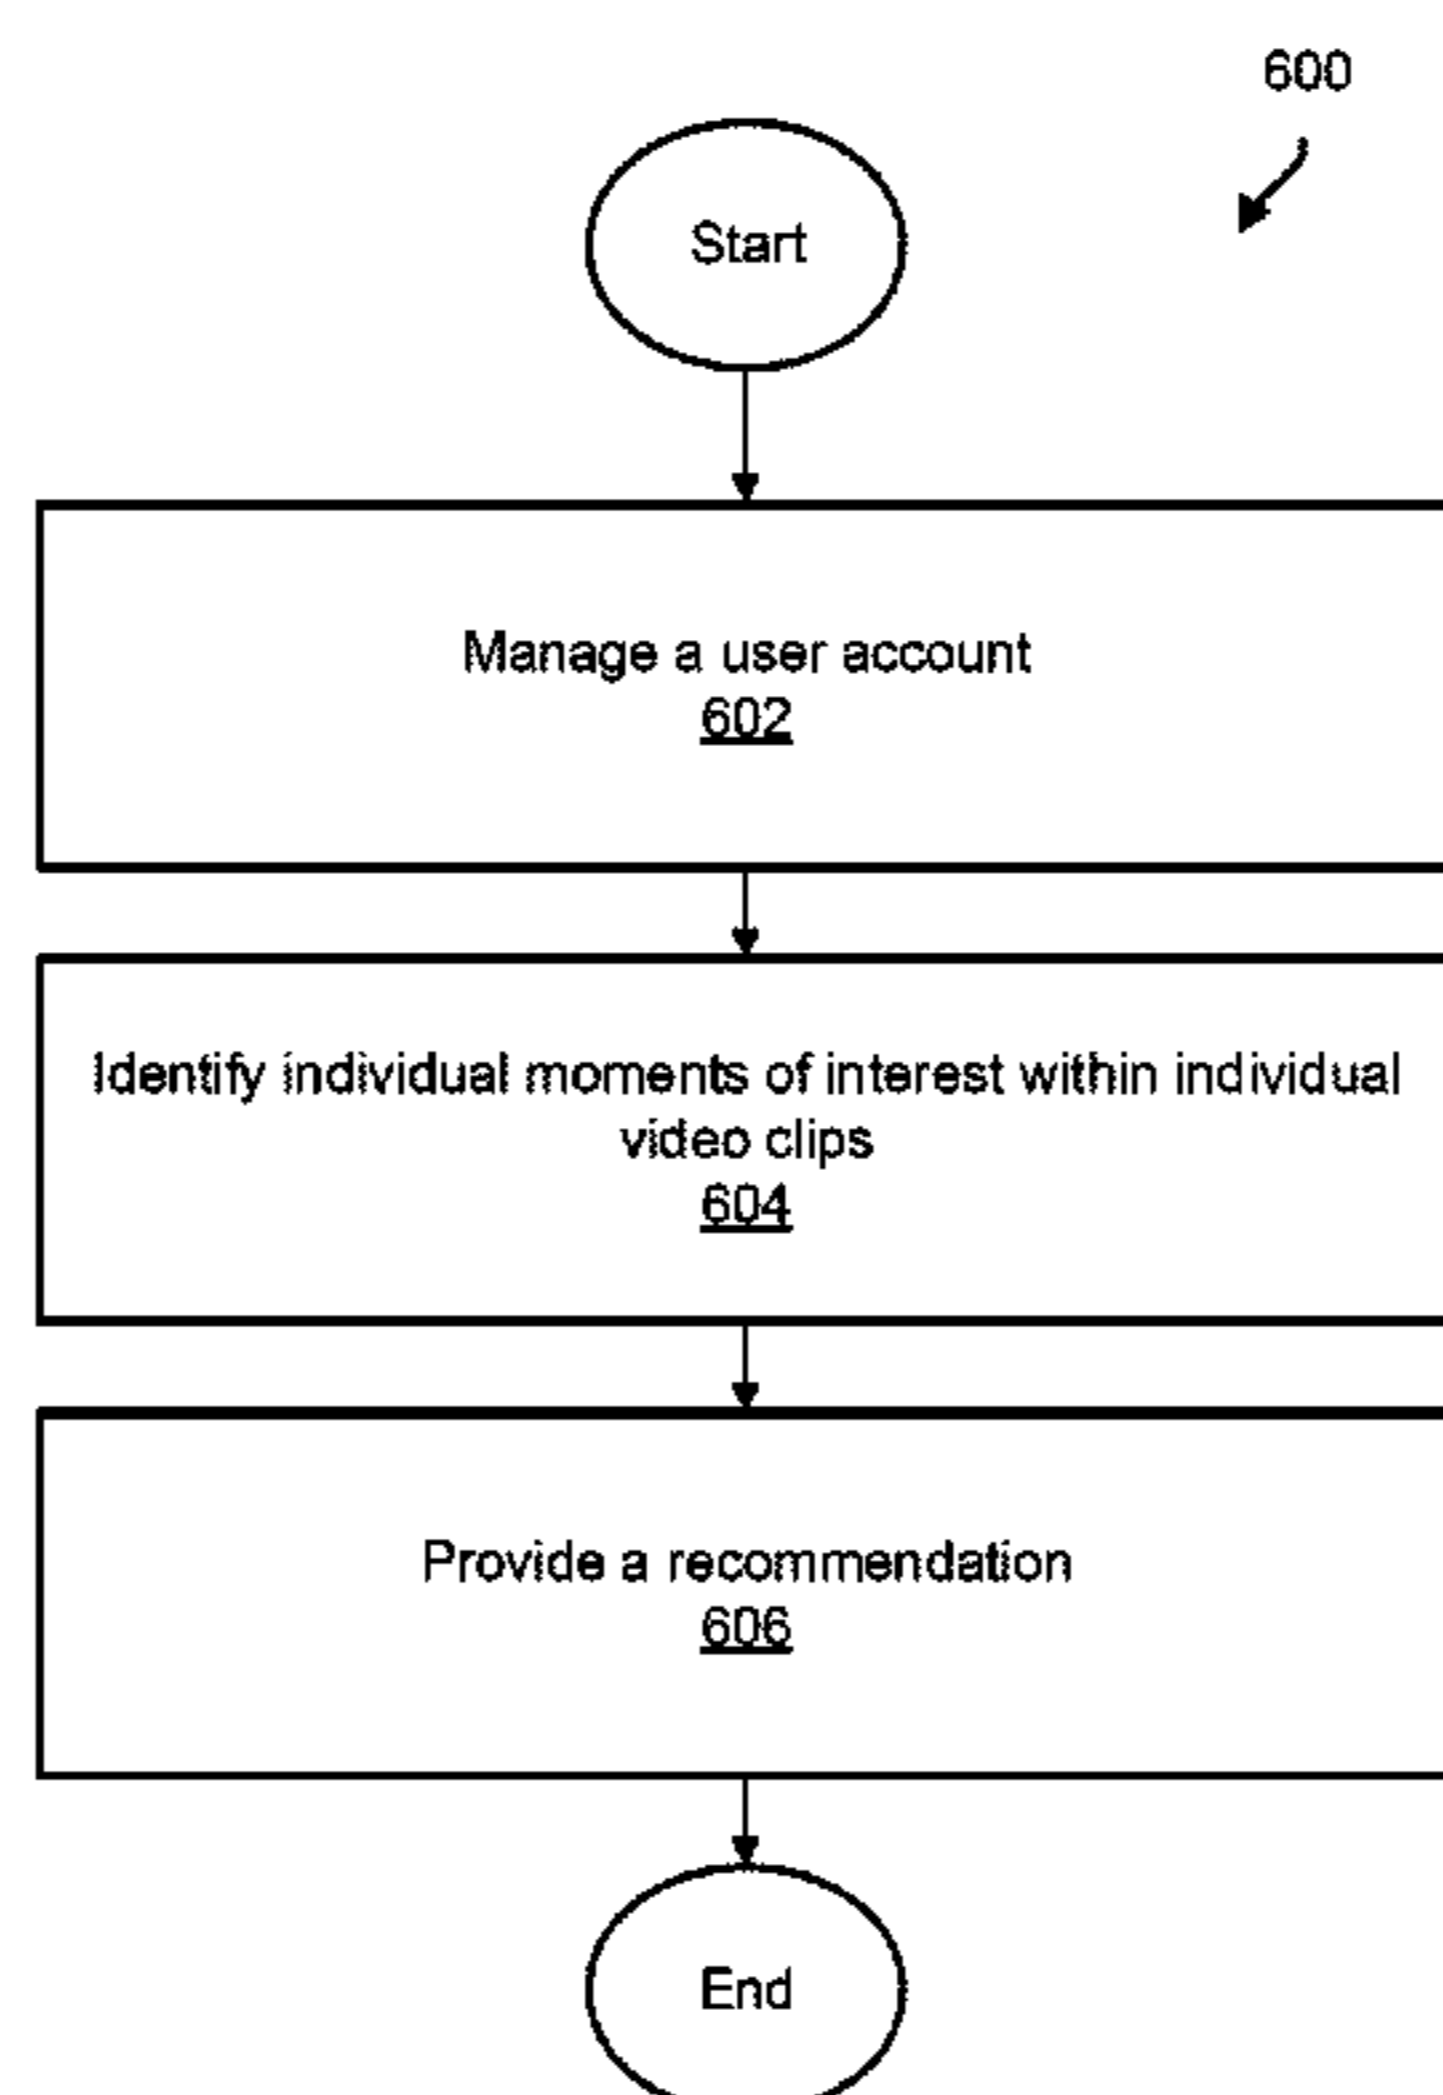 600
Start
Manage a user account
602
Identify individual moments of interest within individual
video clips
604
Provide a recommendation
606
End